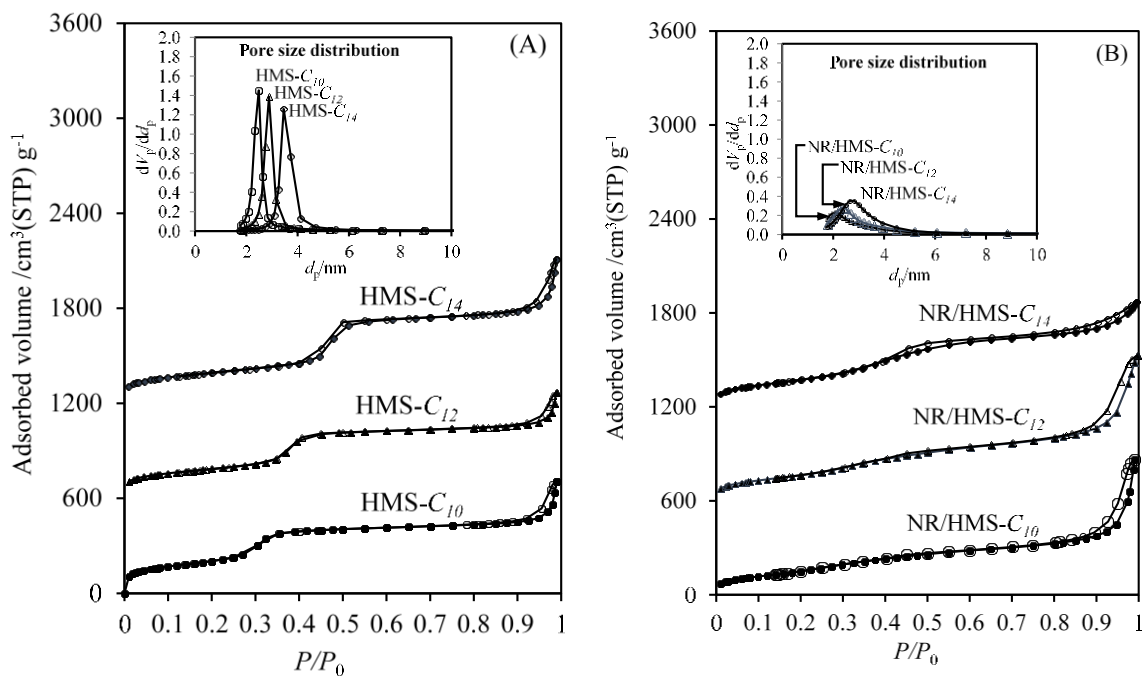 3600
3000
2400
1800
1200
600
0
Adsorbed volume /cm³(STP) g⁻¹
(A)
2.0
1.8
1.6
1.4
1.2
1.0
0.8
0.6
0.4
0.2
0.0
dVₚ/ddₚ
Pore size distribution
HMS-C₁₀
HMS-C₁₂
HMS-C₁₄
0 2 4 6 8 10
dₚ/nm
HMS-C₁₄
HMS-C₁₂
HMS-C₁₀
0 0.1 0.2 0.3 0.4 0.5 0.6 0.7 0.8 0.9 1
P/P₀
3600
3000
2400
1800
1200
600
0
Adsorbed volume /cm³(STP) g⁻¹
(B)
2.0
1.8
1.6
1.4
1.2
1.0
0.8
0.6
0.4
0.2
0.0
dVₚ/ddₚ
Pore size distribution
NR/HMS-C₁₀
NR/HMS-C₁₂
NR/HMS-C₁₄
0 2 4 6 8 10
dₚ/nm
NR/HMS-C₁₄
NR/HMS-C₁₂
NR/HMS-C₁₀
0 0.1 0.2 0.3 0.4 0.5 0.6 0.7 0.8 0.9 1
P/P₀